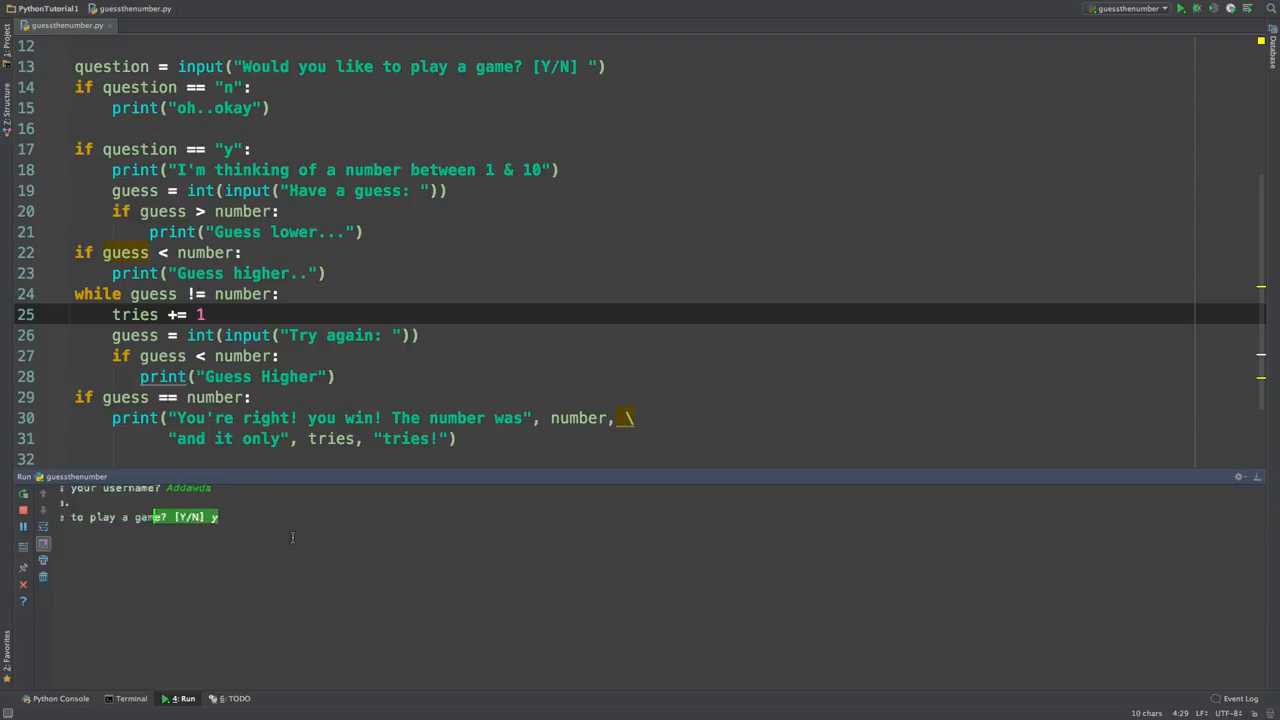 PythonTutorial1 guessthenumber.py guessthenumber
guessthenumber.py
1: Project
Z: Structure
2: Favorites
Database
12
13 question = input("Would you like to play a game? [Y/N] ")
14 if question == "n":
15 print("oh..okay")
16
17 if question == "y":
18 print("I'm thinking of a number between 1 & 10")
19 guess = int(input("Have a guess: "))
20 if guess > number:
21 print("Guess lower...")
22 if guess < number:
23 print("Guess higher..")
24 while guess != number:
25 tries += 1
26 guess = int(input("Try again: "))
27 if guess < number:
28 print("Guess Higher")
29 if guess == number:
30 print("You're right! you win! The number was", number, \
31 "and it only", tries, "tries!")
32
Run guessthenumber
s your username? Addawda
e to play a game? [Y/N] y
Python Console Terminal 4: Run 6: TODO Event Log
10 chars 4:29 LF÷ UTF-8÷